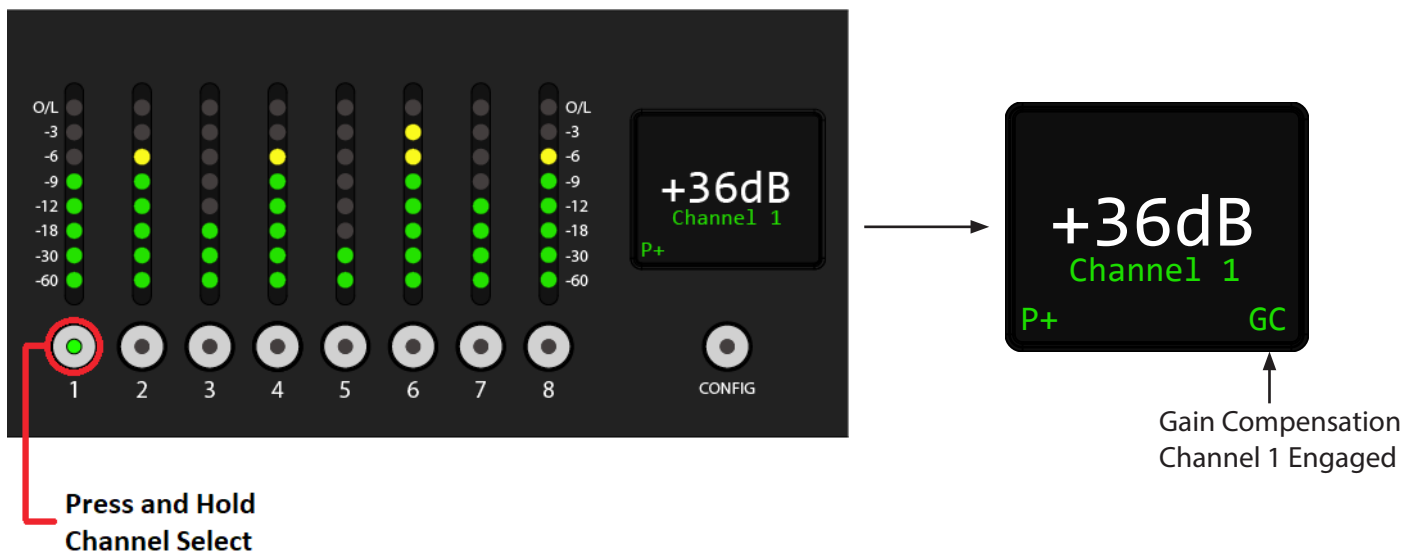 O/L
-3
-6
-9
-12
-18
-30
-60
O/L
-3
-6
-9
-12
-18
-30
-60
1 2 3 4 5 6 7 8
+36dB
Channel 1
P+
CONFIG
+36dB
Channel 1
P+ GC
Gain Compensation
Channel 1 Engaged
Press and Hold
Channel Select